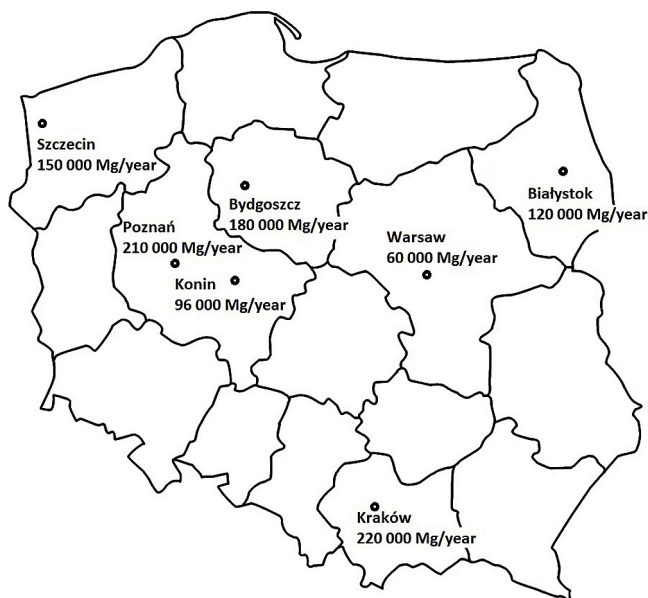 Szczecin
150 000 Mg/year
Bydgoszcz
180 000 Mg/year
Białystok
120 000 Mg/year
Poznań
210 000 Mg/year
Warsaw
60 000 Mg/year
Konin
96 000 Mg/year
Kraków
220 000 Mg/year